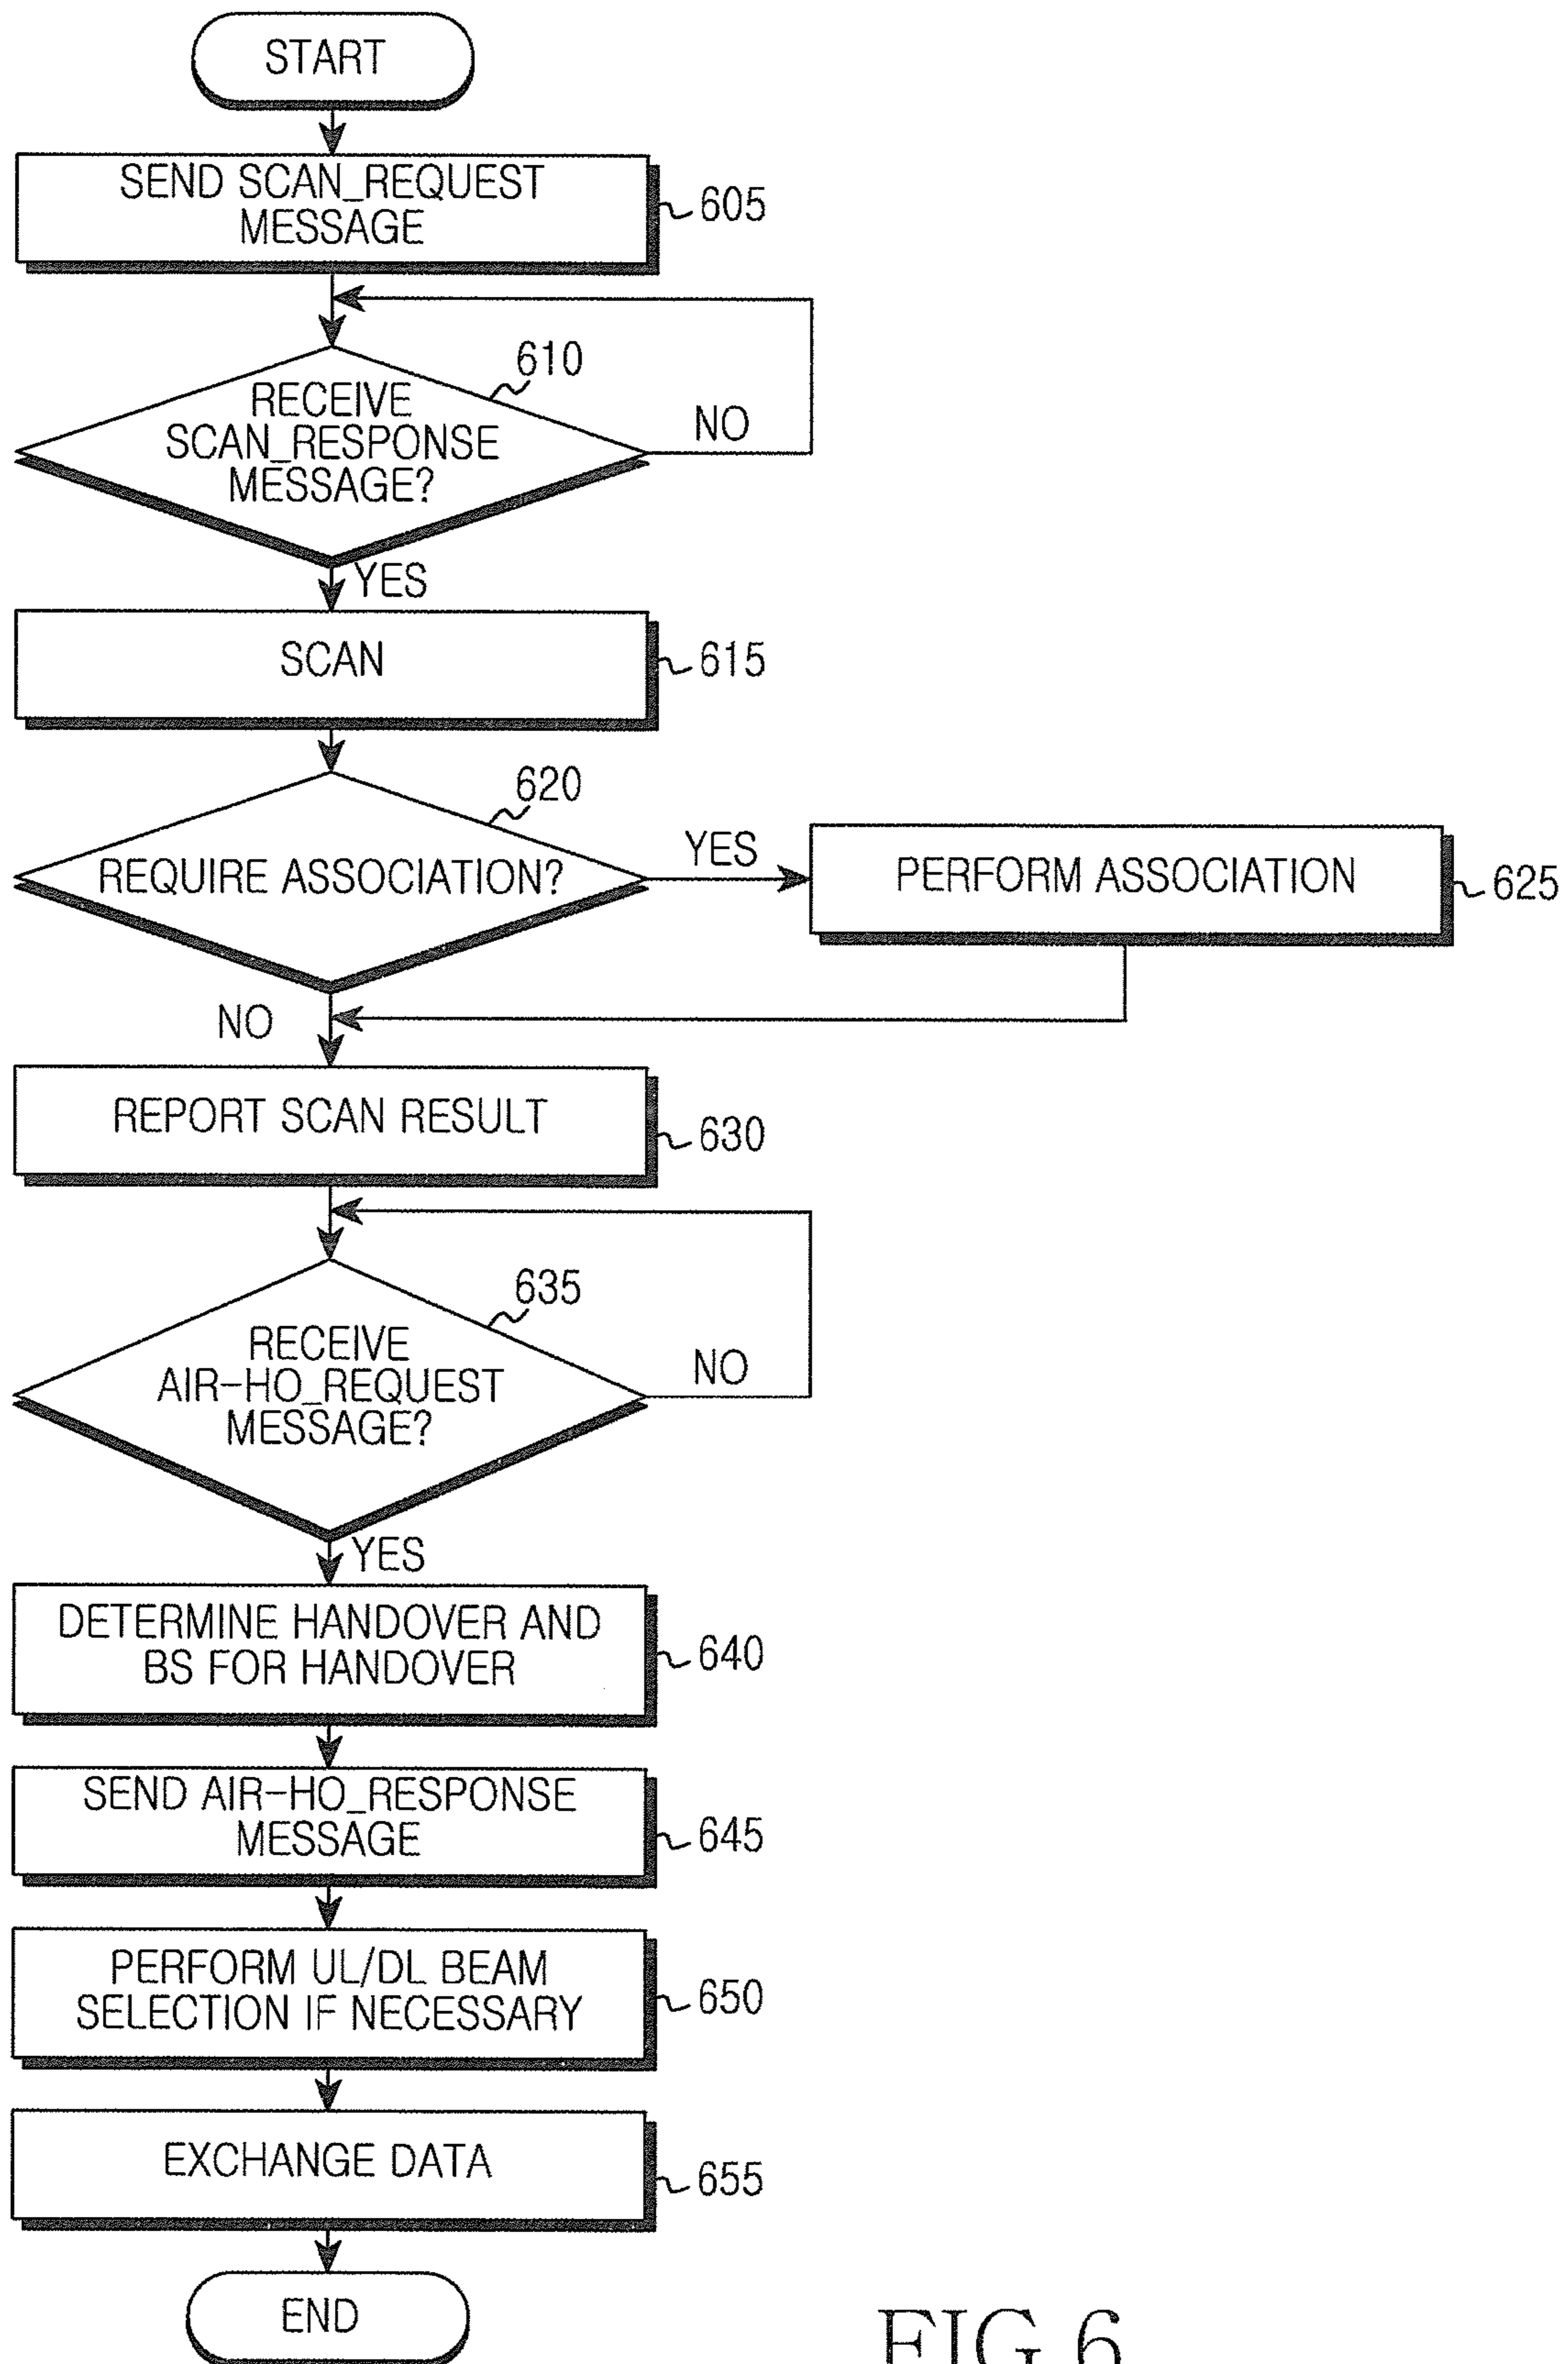 START
SEND SCAN_REQUEST
MESSAGE
605
610
RECEIVE
SCAN_RESPONSE
MESSAGE?
NO
YES
SCAN
615
620
REQUIRE ASSOCIATION?
YES
PERFORM ASSOCIATION
625
NO
REPORT SCAN RESULT
630
635
RECEIVE
AIR-HO_REQUEST
MESSAGE?
NO
YES
DETERMINE HANDOVER AND
BS FOR HANDOVER
640
SEND AIR-HO_RESPONSE
MESSAGE
645
PERFORM UL/DL BEAM
SELECTION IF NECESSARY
650
EXCHANGE DATA
655
END
FIG.6